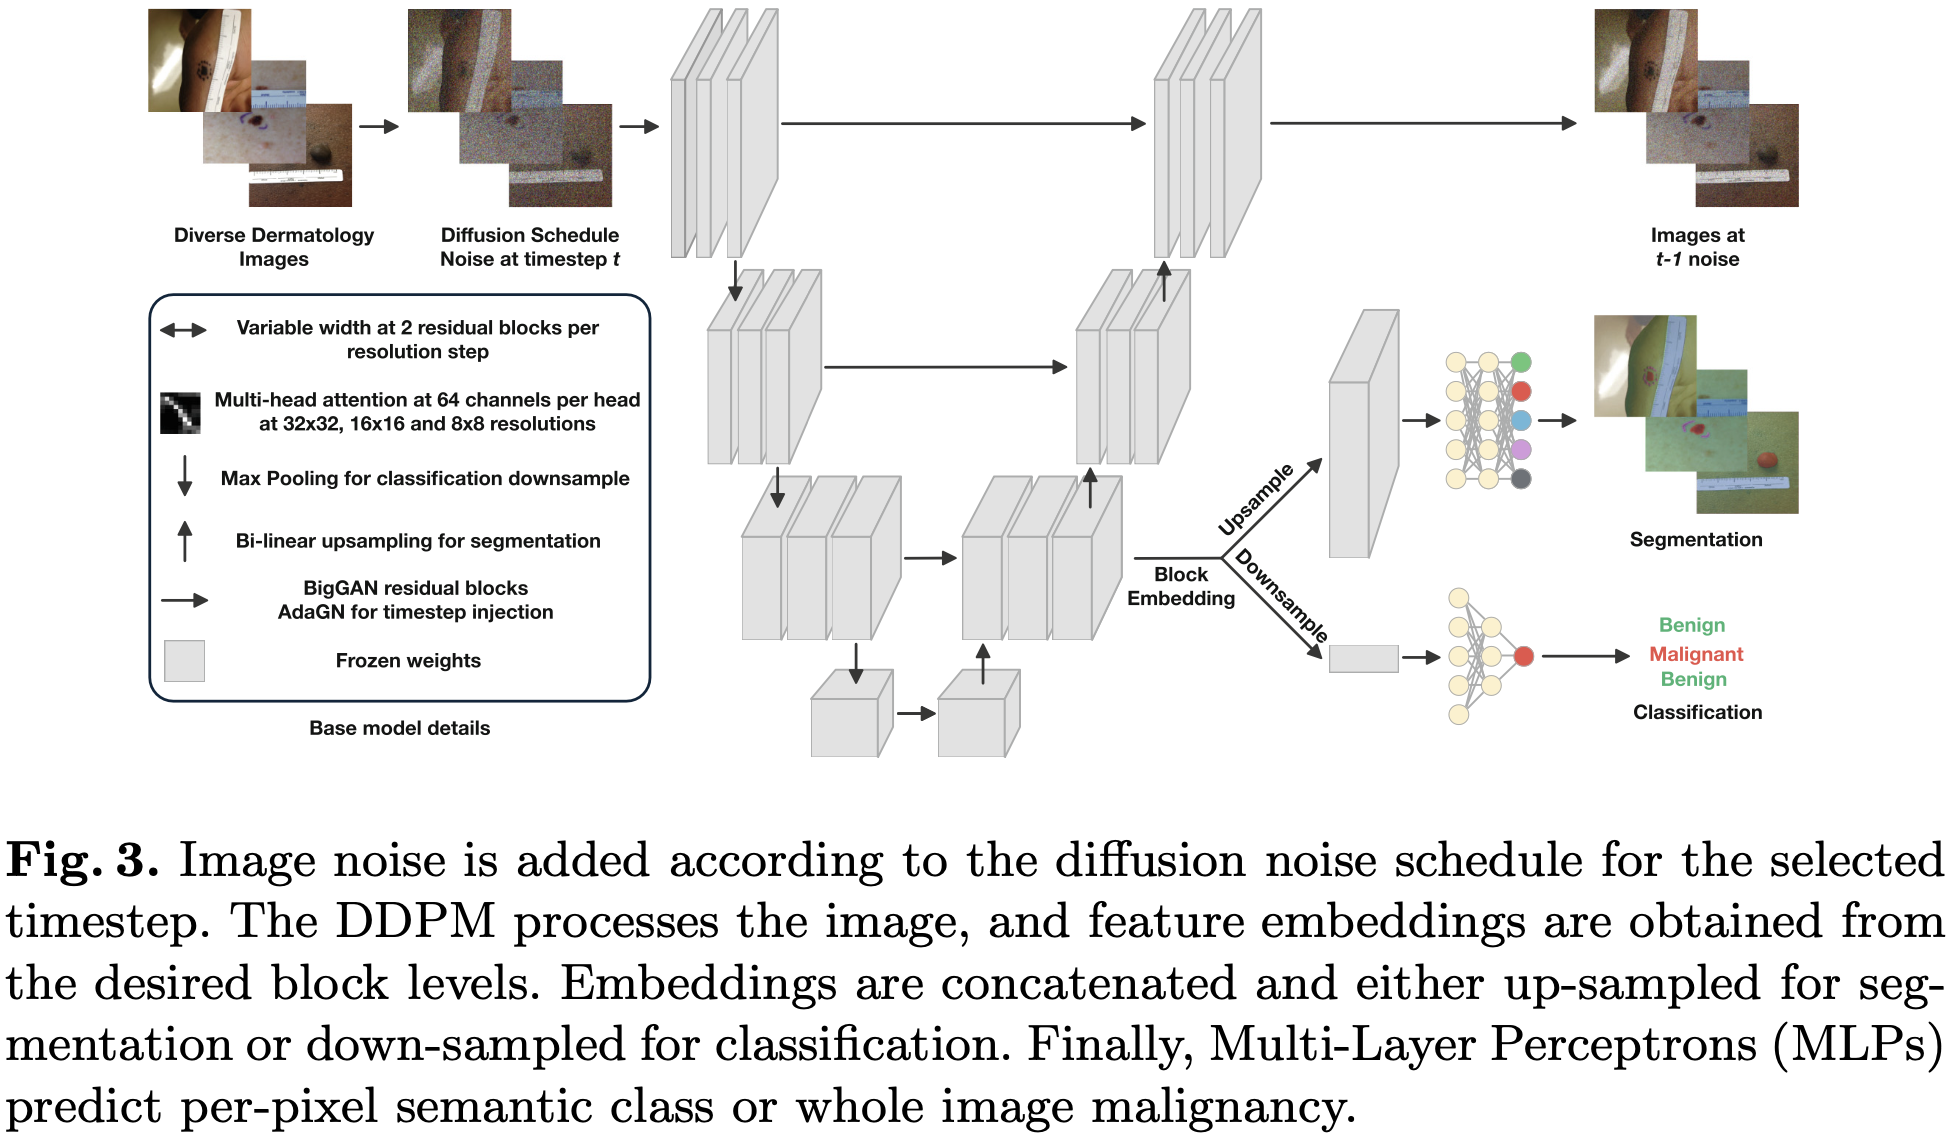 Diverse Dermatology
Images
Diffusion Schedule
Noise at timestep t
Images at
t-1 noise
Variable width at 2 residual blocks per
resolution step
Multi-head attention at 64 channels per head
at 32x32, 16x16 and 8x8 resolutions
Max Pooling for classification downsample
Bi-linear upsampling for segmentation
BigGAN residual blocks
AdaGN for timestep injection
Frozen weights
Base model details
Block
Embedding
Upsample
Downsample
Segmentation
Benign
Malignant
Benign
Classification
Fig. 3. Image noise is added according to the diffusion noise schedule for the selected
timestep. The DDPM processes the image, and feature embeddings are obtained from
the desired block levels. Embeddings are concatenated and either up-sampled for seg-
mentation or down-sampled for classification. Finally, Multi-Layer Perceptrons (MLPs)
predict per-pixel semantic class or whole image malignancy.